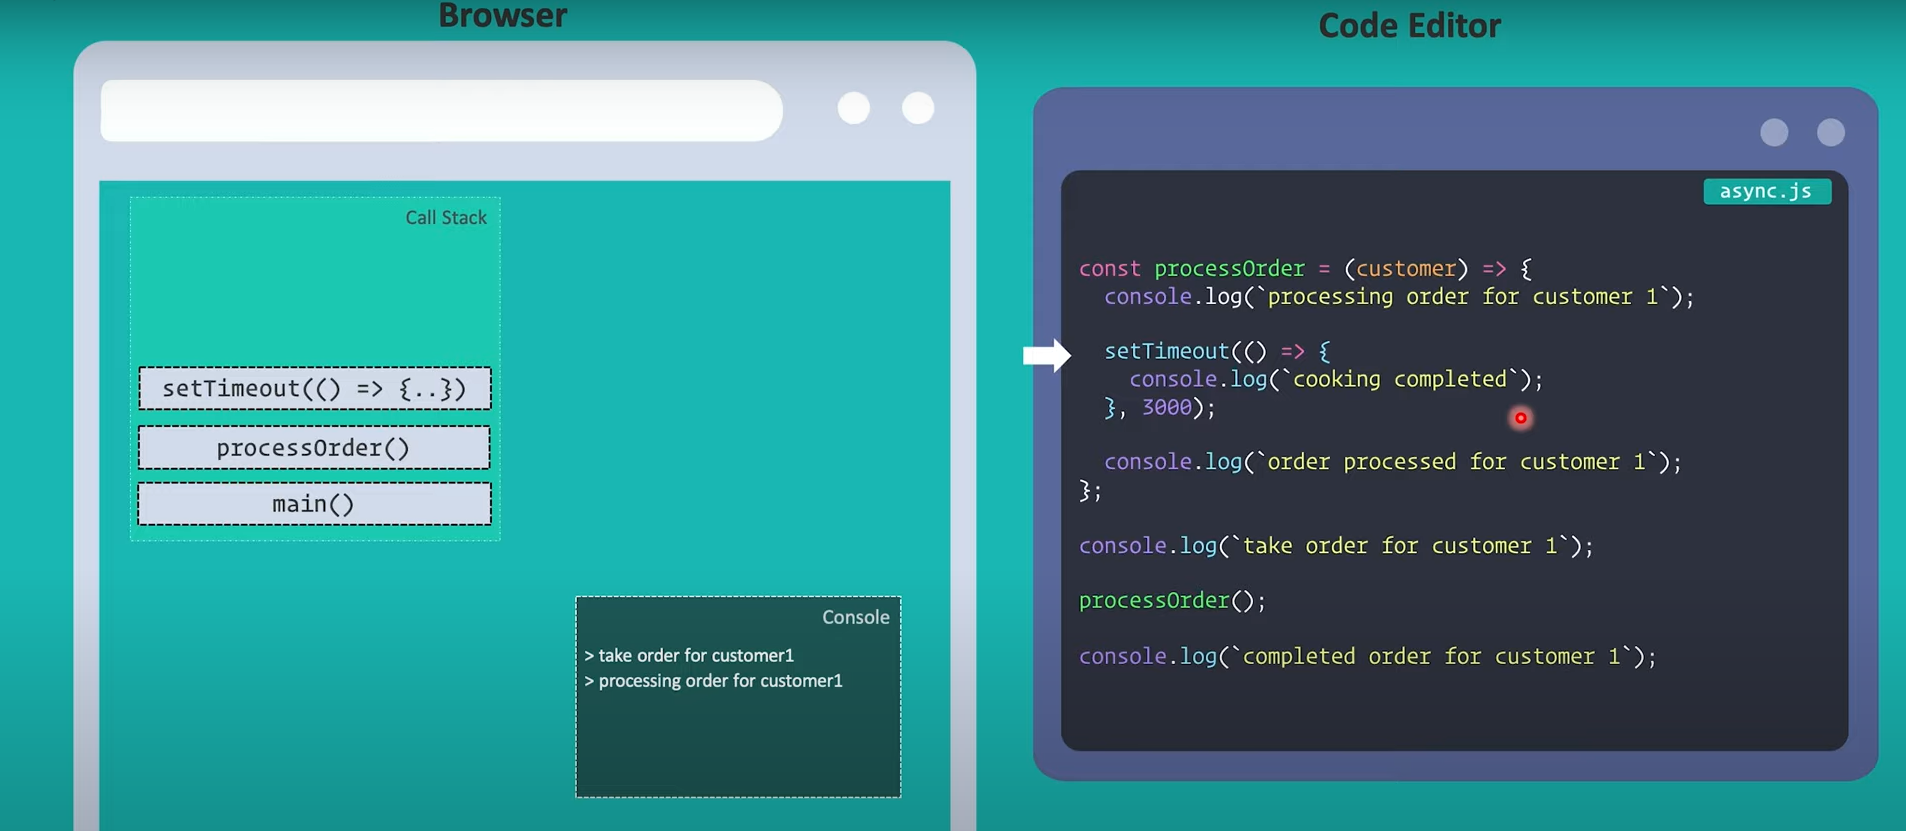 Browser
Call Stack
setTimeout(() => {..})
processOrder()
main()
Console
> take order for customer1
> processing order for customer1
Code Editor
async.js
const processOrder = (customer) => {
  console.log(`processing order for customer 1`);
  setTimeout(() => {
    console.log(`cooking completed`);
  }, 3000);
  console.log(`order processed for customer 1`);
};
console.log(`take order for customer 1`);
processOrder();
console.log(`completed order for customer 1`);